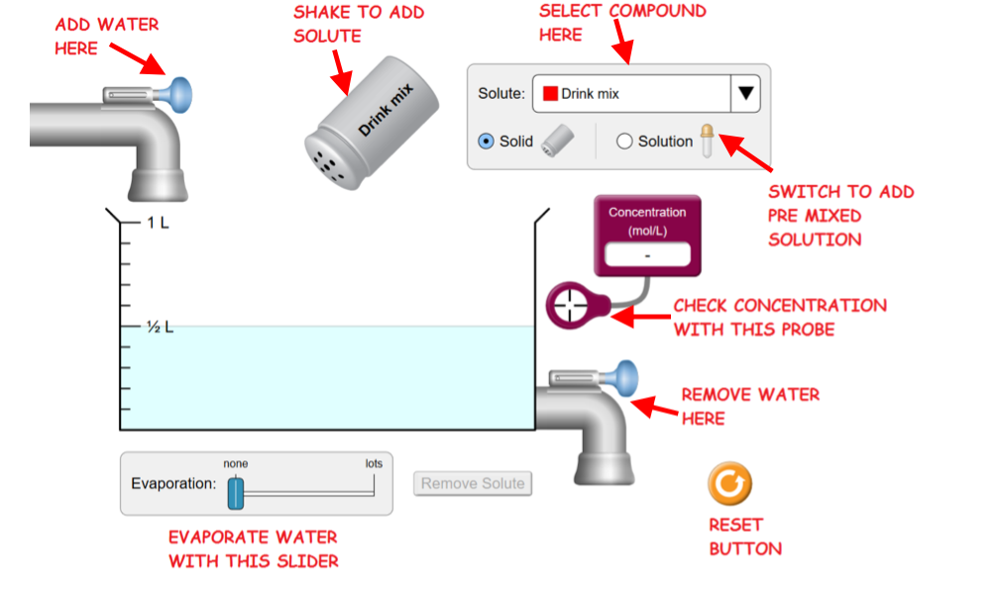 ADD WATER
HERE
SHAKE TO ADD
SOLUTE
SELECT COMPOUND
HERE
Drink mix
Solute:
Drink mix
Solid
Solution
SWITCH TO ADD
PRE MIXED
SOLUTION
1 L
Concentration
(mol/L)
-
½ L
CHECK CONCENTRATION
WITH THIS PROBE
REMOVE WATER
HERE
none
lots
Evaporation:
Remove Solute
RESET
BUTTON
EVAPORATE WATER
WITH THIS SLIDER